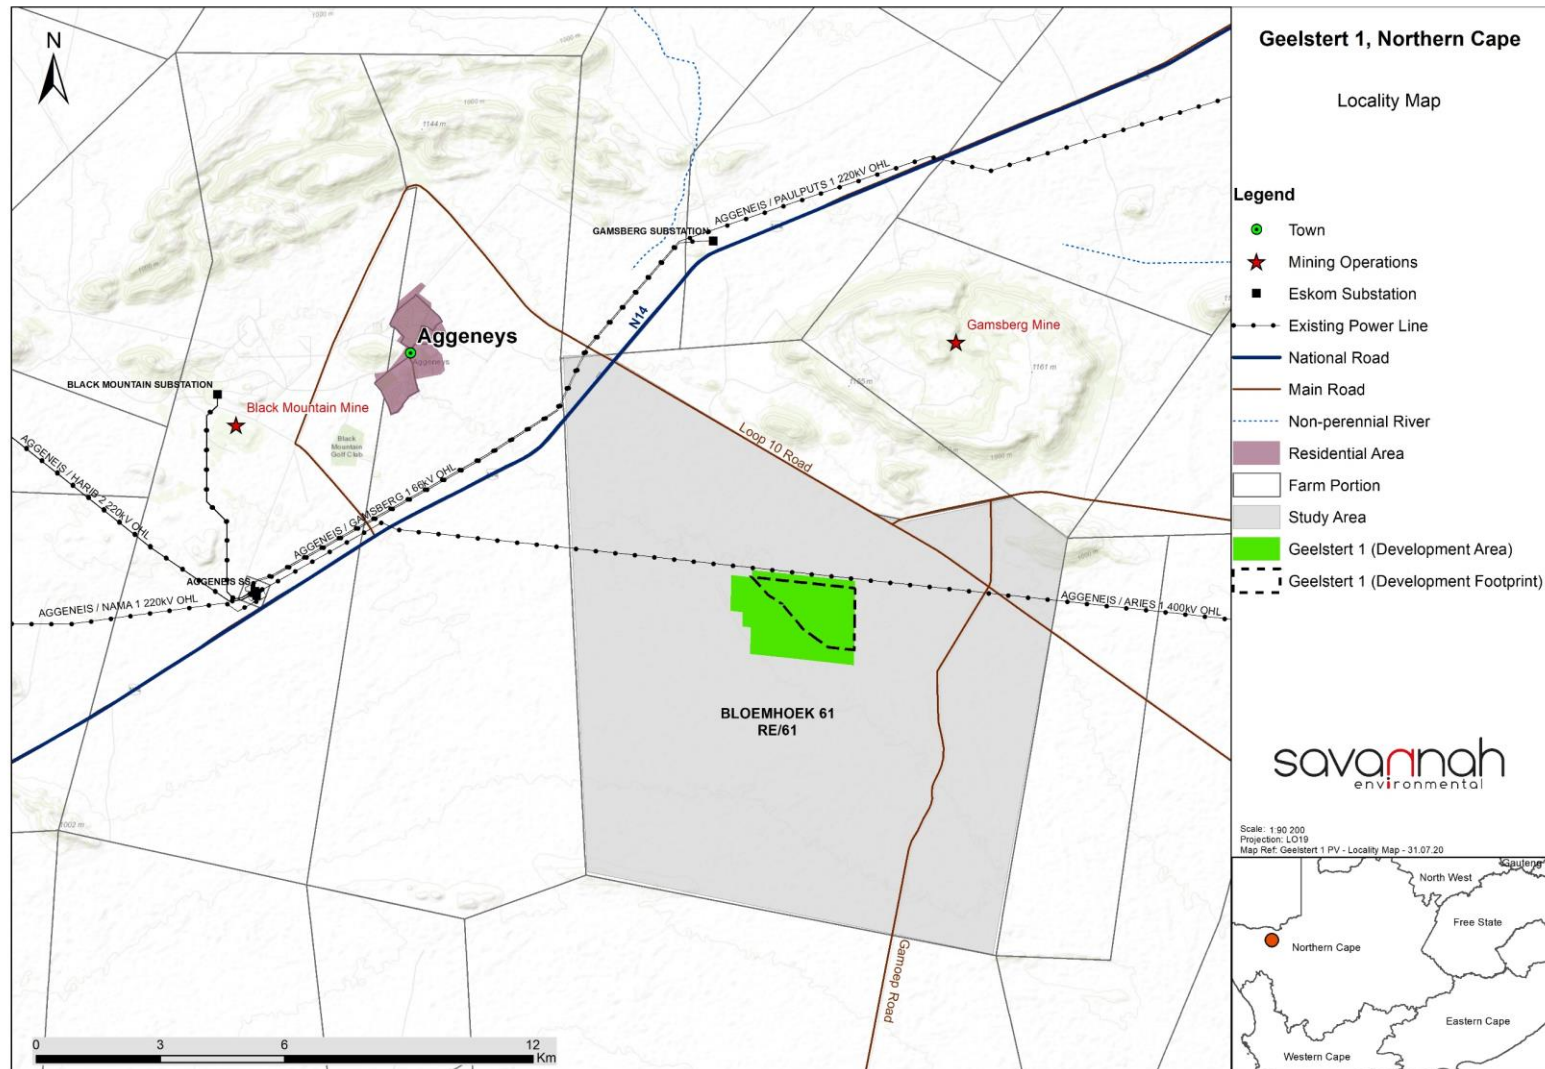 Geelstert 1, Northern Cape
Locality Map
Legend
Town
Mining Operations
Eskom Substation
Existing Power Line
National Road
Main Road
Non-perennial River
Residential Area
Farm Portion
Study Area
Geelstert 1 (Development Area)
Geelstert 1 (Development Footprint)
savannah
environmental
Scale: 1:90 200
Projection: LO19
Map Ref: Geelstert 1 PV - Locality Map - 31.07.20
Gauteng
North West
Free State
Northern Cape
Eastern Cape
Western Cape
N
1144 m
AGGENEIS / PAULPUTS 1 220kV OHL
GAMSBERG SUBSTATION
N14
Gamsberg Mine
1161 m
1165 m
Aggeneys
Aggeneys
BLACK MOUNTAIN SUBSTATION
Black Mountain Mine
Black
Mountain
Golf Club
Loop 10 Road
AGGENEIS / HARIB 2 220kV OHL
AGGENEIS / GAMSBERG 1 66kV OHL
AGGENEIS SS
AGGENEIS / NAMA 1 220kV OHL
AGGENEIS / ARIES 1 400kV OHL
BLOEMHOEK 61
RE/61
1002 m
Gamoep Road
0 3 6 12
Km